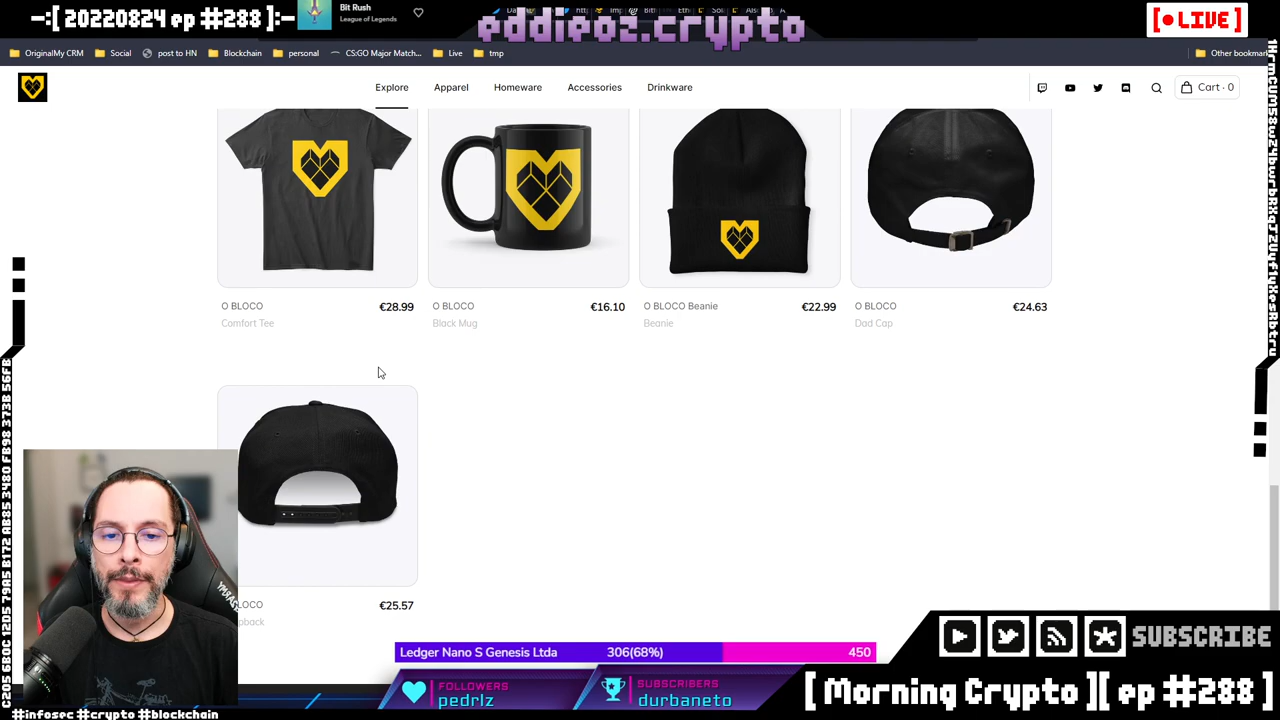 -:[ 20220824 ep #288 ]:-
Bit Rush
League of Legends
eddieoz.crypto
[•LIVE]
OriginalMy CRM
Social
post to HN
Blockchain
personal
CS:GO Major Match...
Live
tmp
Other bookmar
Explore
Apparel
Homeware
Accessories
Drinkware
Cart · 0
O BLOCO €28.99
Comfort Tee
O BLOCO €16.10
Black Mug
O BLOCO Beanie €22.99
Beanie
O BLOCO €24.63
Dad Cap
LOCO €25.57
pback
Ledger Nano S Genesis Ltda 306(68%) 450
SUBSCRIBE
FOLLOWERS
pedrlz
SUBSCRIBERS
durbaneto
[ Morning Crypto ][ ep #288 ]
#infosec #crypto #blockchain